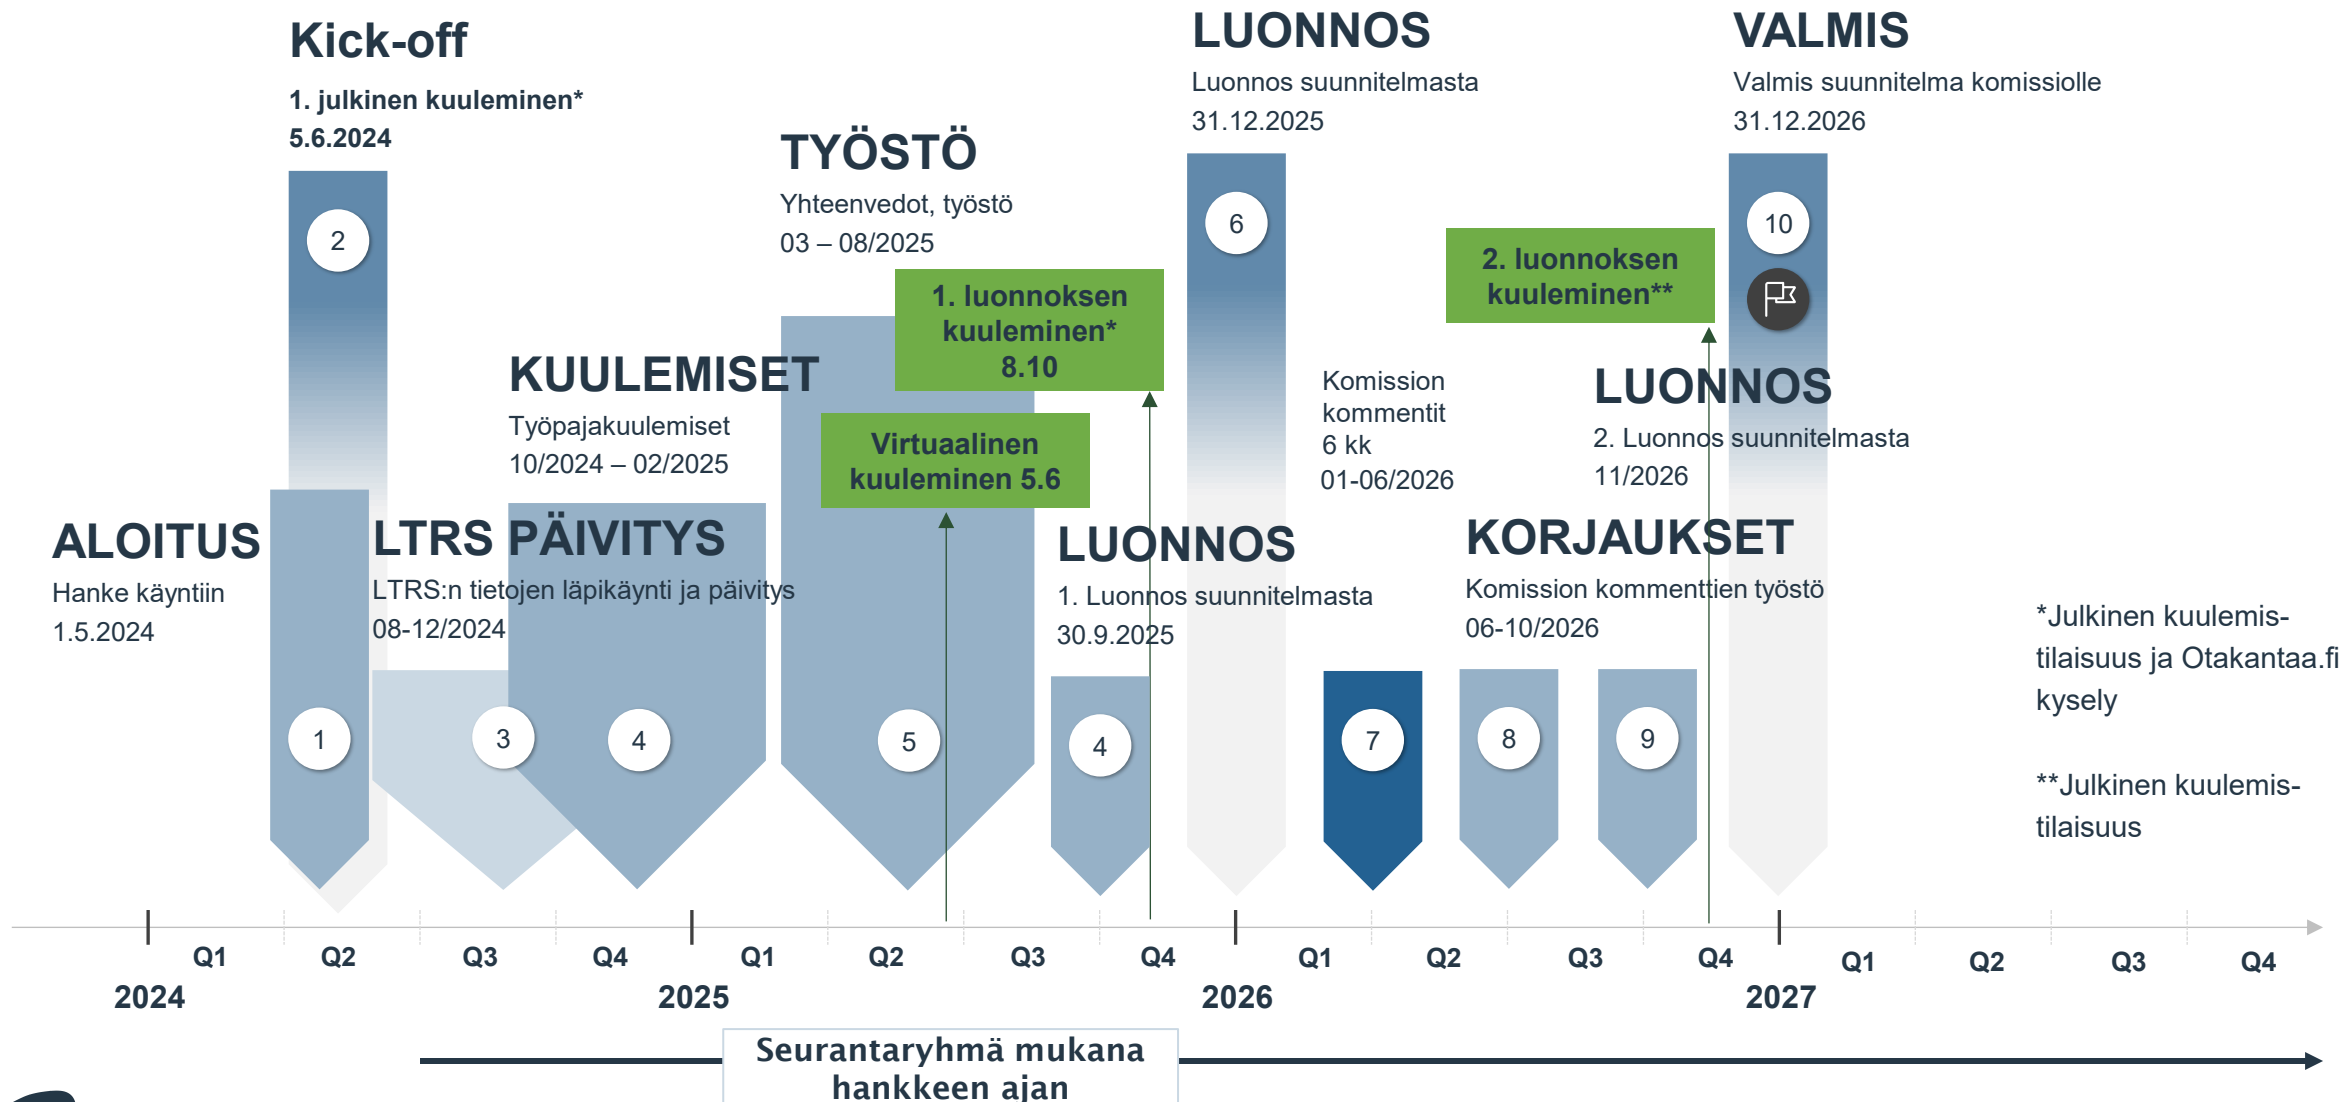 Kick-off
1. julkinen kuuleminen*
5.6.2024
2
ALOITUS
Hanke käyntiin
1.5.2024
1
LTRS PÄIVITYS
LTRS:n tietojen läpikäynti ja päivitys
08-12/2024
3
KUULEMISET
Työpajakuulemiset
10/2024 – 02/2025
4
TYÖSTÖ
Yhteenvedot, työstö
03 – 08/2025
5
Virtuaalinen
kuuleminen 5.6
1. luonnoksen
kuuleminen*
8.10
LUONNOS
1. Luonnos suunnitelmasta
30.9.2025
4
LUONNOS
Luonnos suunnitelmasta
31.12.2025
6
Komission
kommentit
6 kk
01-06/2026
7
KORJAUKSET
Komission kommenttien työstö
06-10/2026
8
9
2. luonnoksen
kuuleminen**
LUONNOS
2. Luonnos suunnitelmasta
11/2026
VALMIS
Valmis suunnitelma komissiolle
31.12.2026
10
*Julkinen kuulemis-
tilaisuus ja Otakantaa.fi
kysely
**Julkinen kuulemis-
tilaisuus
Q1 Q2 Q3 Q4 Q1 Q2 Q3 Q4 Q1 Q2 Q3 Q4 Q1 Q2 Q3 Q4
2024 2025 2026 2027
Seurantaryhmä mukana
hankkeen ajan